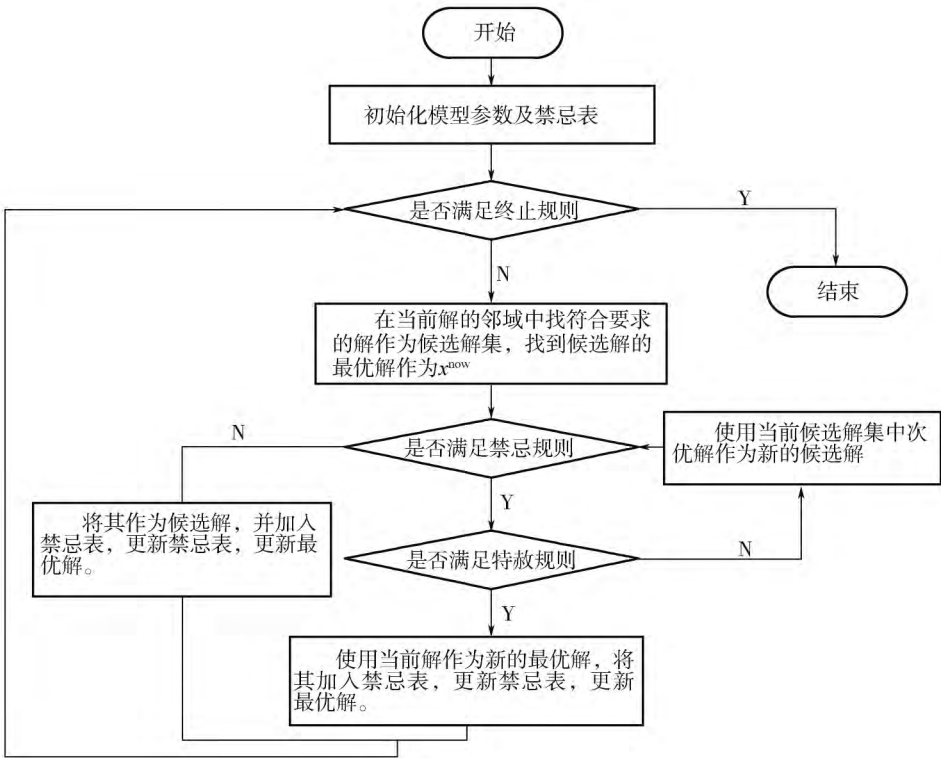 开始
初始化模型参数及禁忌表
是否满足终止规则
Y
N
结束
在当前解的邻域中找符合要求
的解作为候选解集，找到候选解的
最优解作为x^now
N
是否满足禁忌规则
使用当前候选解集中次
优解作为新的候选解
Y
将其作为候选解，并加入
禁忌表，更新禁忌表，更新最
优解。
是否满足特赦规则
N
Y
使用当前解作为新的最优解，将
其加入禁忌表，更新禁忌表，更新
最优解。